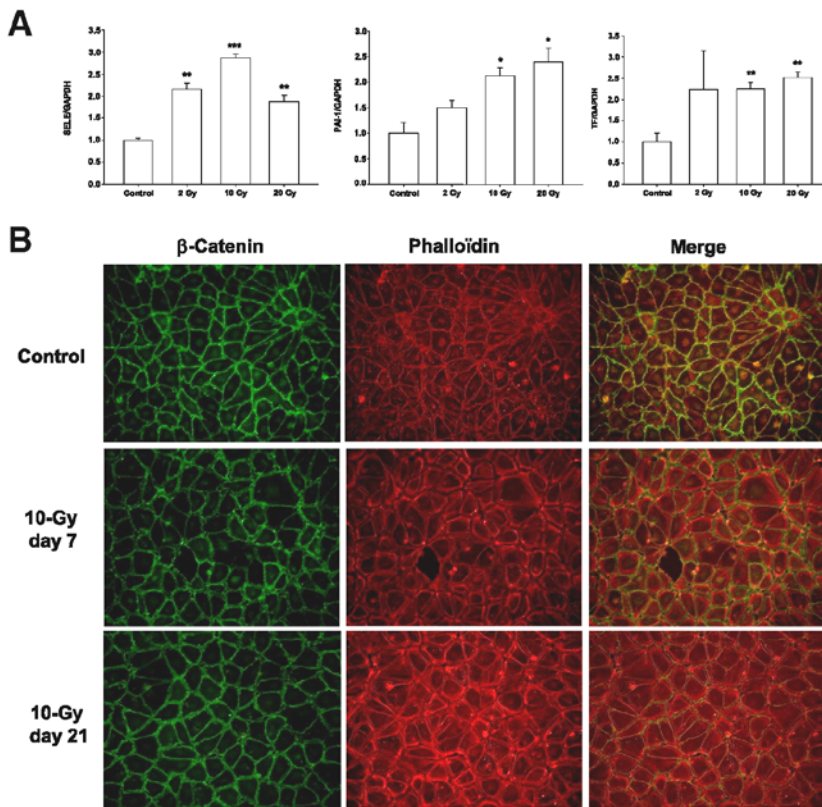 A
SELE/GAPDH
3.5
3.0
2.5
2.0
1.5
1.0
0.5
0.0
**
***
**
Control
2 Gy
10 Gy
20 Gy
PAI-1/GAPDH
3.0
2.5
2.0
1.5
1.0
0.5
0.0
*
*
Control
2 Gy
10 Gy
20 Gy
TF/GAPDH
3.5
3.0
2.5
2.0
1.5
1.0
0.5
0.0
**
**
Control
2 Gy
10 Gy
20 Gy
B
β-Catenin
Phalloïdin
Merge
Control
10-Gy
day 7
10-Gy
day 21